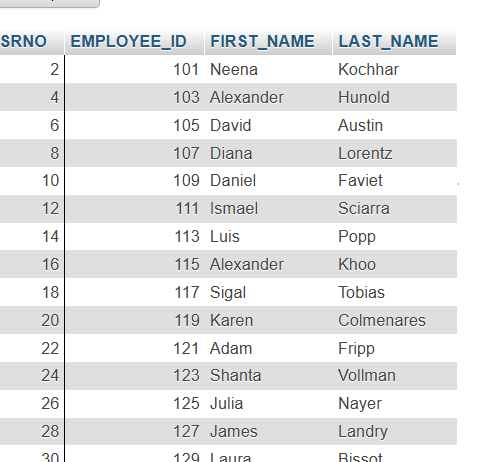 SRNO EMPLOYEE_ID FIRST_NAME LAST_NAME
2 101 Neena Kochhar
4 103 Alexander Hunold
6 105 David Austin
8 107 Diana Lorentz
10 109 Daniel Faviet
12 111 Ismael Sciarra
14 113 Luis Popp
16 115 Alexander Khoo
18 117 Sigal Tobias
20 119 Karen Colmenares
22 121 Adam Fripp
24 123 Shanta Vollman
26 125 Julia Nayer
28 127 James Landry
30 129 Laura Bissot